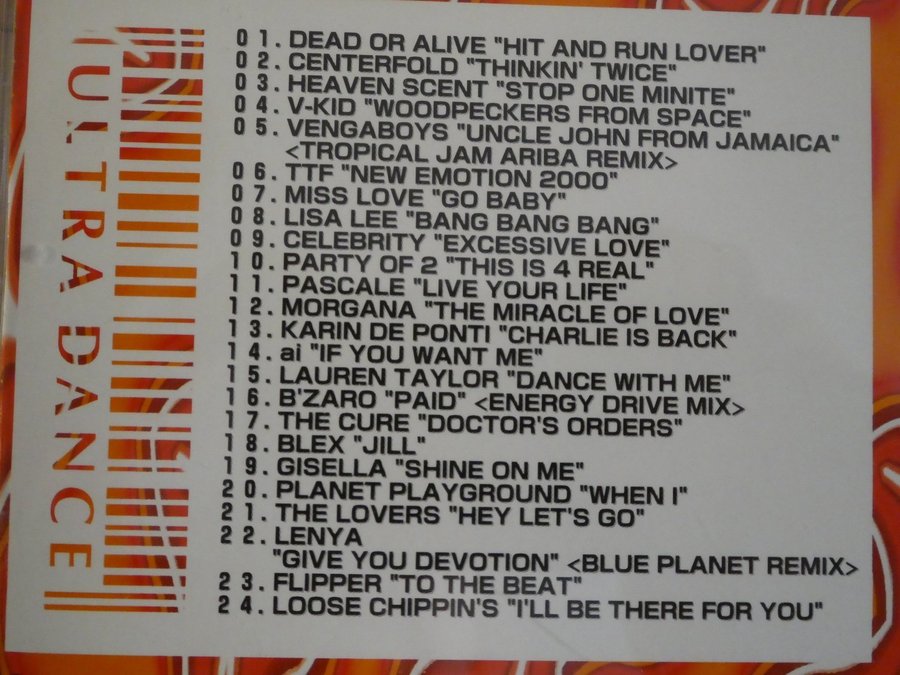 ULTRA DANCE
01. DEAD OR ALIVE "HIT AND RUN LOVER"
02. CENTERFOLD "THINKIN' TWICE"
03. HEAVEN SCENT "STOP ONE MINITE"
04. V-KID "WOODPECKERS FROM SPACE"
05. VENGABOYS "UNCLE JOHN FROM JAMAICA"
<TROPICAL JAM ARIBA REMIX>
06. TTF "NEW EMOTION 2000"
07. MISS LOVE "GO BABY"
08. LISA LEE "BANG BANG BANG"
09. CELEBRITY "EXCESSIVE LOVE"
10. PARTY OF 2 "THIS IS 4 REAL"
11. PASCALE "LIVE YOUR LIFE"
12. MORGANA "THE MIRACLE OF LOVE"
13. KARIN DE PONTI "CHARLIE IS BACK"
14. ai "IF YOU WANT ME"
15. LAUREN TAYLOR "DANCE WITH ME"
16. B'ZARO "PAID" <ENERGY DRIVE MIX>
17. THE CURE "DOCTOR'S ORDERS"
18. BLEX "JILL"
19. GISELLA "SHINE ON ME"
20. PLANET PLAYGROUND "WHEN I"
21. THE LOVERS "HEY LET'S GO"
22. LENYA
"GIVE YOU DEVOTION" <BLUE PLANET REMIX>
23. FLIPPER "TO THE BEAT"
24. LOOSE CHIPPIN'S "I'LL BE THERE FOR YOU"